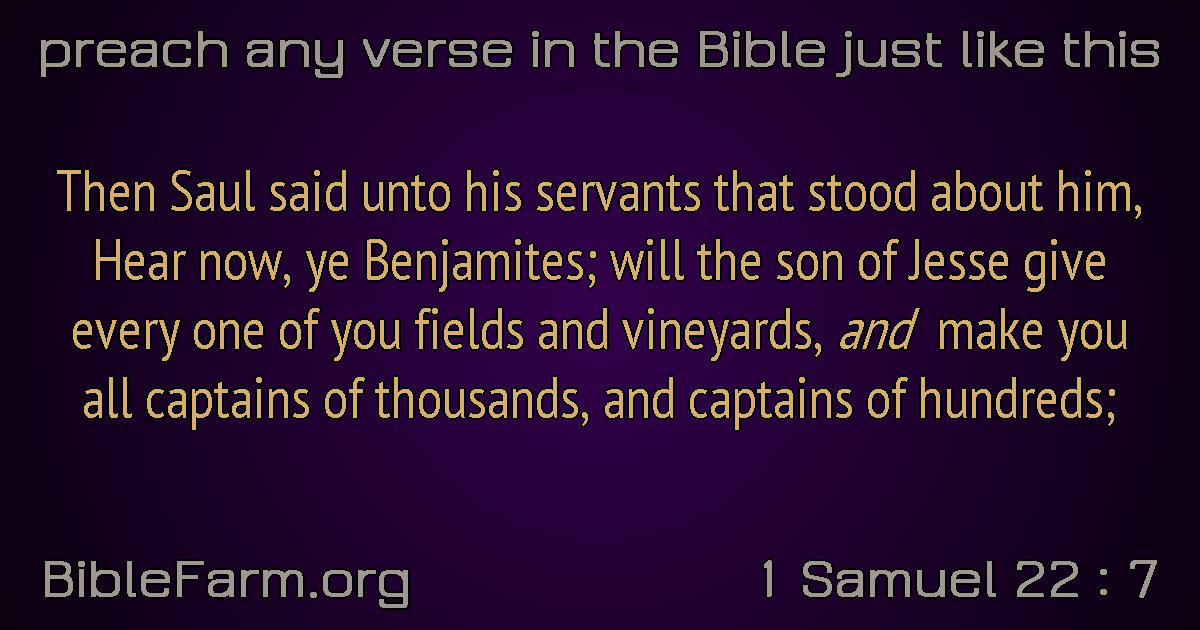 preach any verse in the Bible just like this
Then Saul said unto his servants that stood about him,
Hear now, ye Benjamites; will the son of Jesse give
every one of you fields and vineyards, and make you
all captains of thousands, and captains of hundreds;
BibleFarm.org
1 Samuel 22 : 7